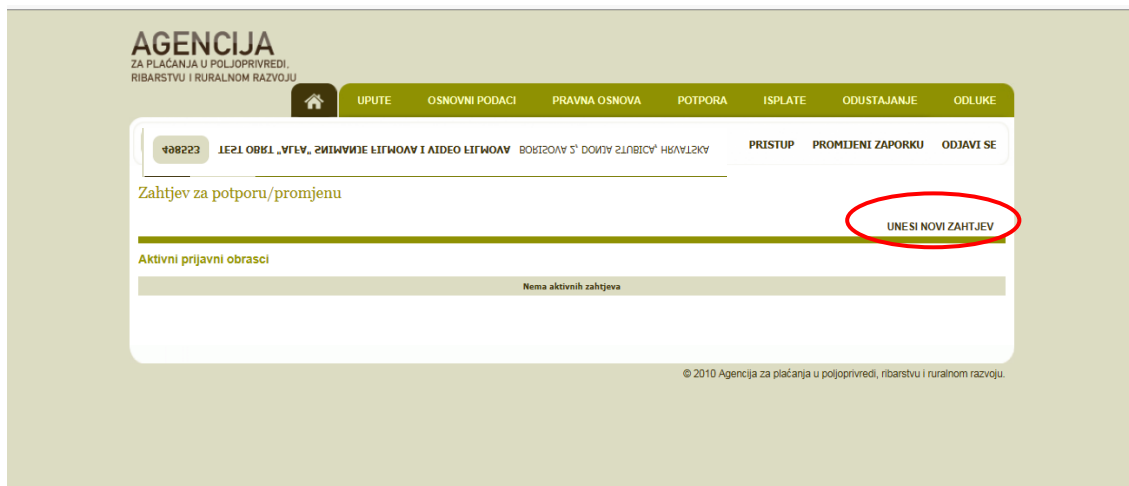 AGENCIJA
ZA PLAĆANJA U POLJOPRIVREDI,
RIBARSTVU I RURALNOM RAZVOJU
UPUTE OSNOVNI PODACI PRAVNA OSNOVA POTPORA ISPLATE ODUSTAJANJE ODLUKE
TEST OBRT "ALFA" SNIMANJE FILMOVA I VIDEO FILMOVA BORISOVA 2, DONJA STUBICA, HRVATSKA PRISTUP PROMIJENI ZAPORKU ODJAVI SE
Zahtjev za potporu/promjenu
UNESI NOVI ZAHTJEV
Aktivni prijavni obrasci
Nema aktivnih zahtjeva
© 2010 Agencija za plaćanja u poljoprivredi, ribarstvu i ruralnom razvoju.